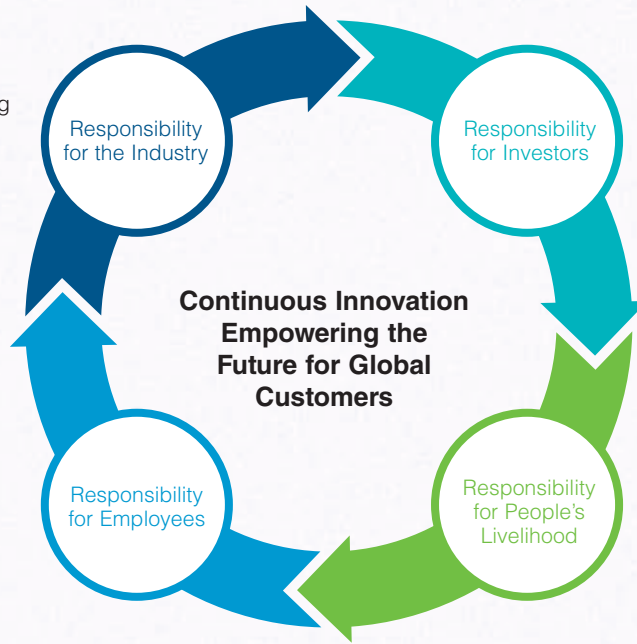 Responsibility
for the Industry
Responsibility
for Investors
Continuous Innovation
Empowering the
Future for Global
Customers
Responsibility
for Employees
Responsibility
for People's
Livelihood